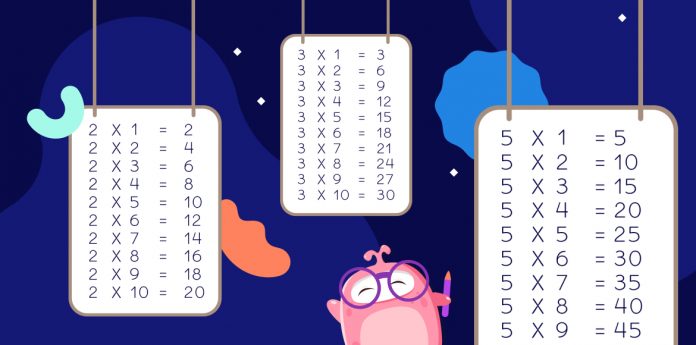 2 X 1 = 2
2 X 2 = 4
2 X 3 = 6
2 X 4 = 8
2 X 5 = 10
2 X 6 = 12
2 X 7 = 14
2 X 8 = 16
2 X 9 = 18
2 X 10 = 20
3 X 1 = 3
3 X 2 = 6
3 X 3 = 9
3 X 4 = 12
3 X 5 = 15
3 X 6 = 18
3 X 7 = 21
3 X 8 = 24
3 X 9 = 27
3 X 10 = 30
5 X 1 = 5
5 X 2 = 10
5 X 3 = 15
5 X 4 = 20
5 X 5 = 25
5 X 6 = 30
5 X 7 = 35
5 X 8 = 40
5 X 9 = 45